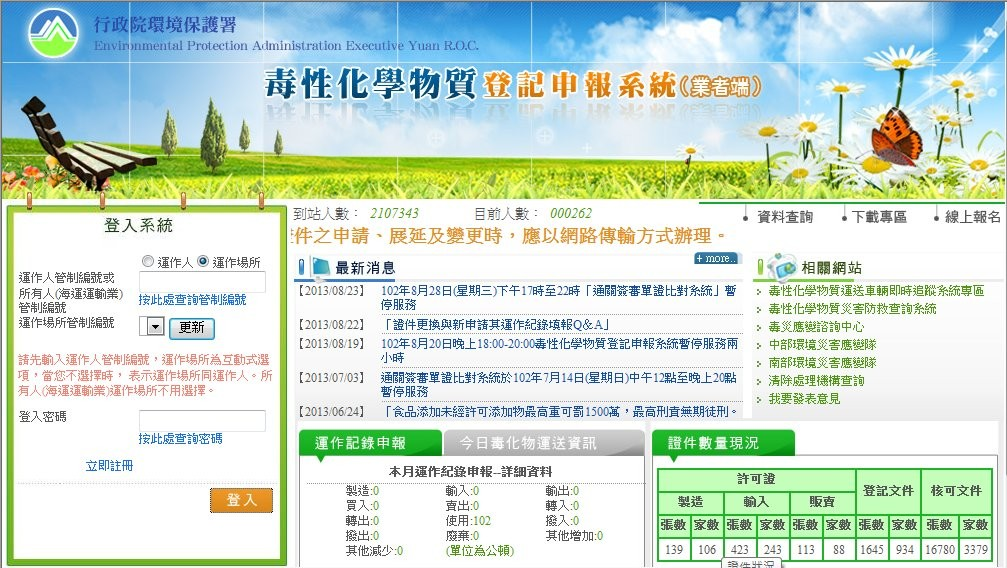 行政院環境保護署
Environmental Protection Administration Executive Yuan R.O.C.
毒性化學物質登記申報系統(業者端)
登入系統
運作人 運作場所
運作人管制編號或
所有人(海運運輸業)
管制編號
按此處查詢管制編號
運作場所管制編號
更新
請先輸入運作人管制編號，運作場所為互動式選
項，當您不選擇時， 表示運作場所同運作人。所
有人(海運運輸業)運作場所不用選擇。
登入密碼
按此處查詢密碼
立即註冊
登入
到站人數： 2107343 目前人數： 000262
資料查詢 下載專區 線上報名
證件之申請、展延及變更時，應以網路傳輸方式辦理。
最新消息
+ more..
【2013/08/23】 102年8月28日(星期三)下午17時至22時「通關簽審單證比對系統」暫
停服務
【2013/08/22】 「證件更換與新申請其運作紀錄填報Q＆A」
【2013/08/19】 102年8月20日晚上18:00-20:00毒性化學物質登記申報系統暫停服務兩
小時
【2013/07/03】 通關簽審單證比對系統於102年7月14日(星期日)中午12點至晚上20點
暫停服務
【2013/06/24】 「食品添加未經許可添加物最高重可罰1500萬，最高刑責無期徒刑。
相關網站
毒性化學物質運送車輛即時追蹤系統專區
毒性化學物質災害防救查詢系統
毒災應變諮詢中心
中部環境災害應變隊
南部環境災害應變隊
清除處理機構查詢
我要發表意見
運作記錄申報 今日毒化物運送資訊
本月運作紀錄申報--詳細資料
製造:0 輸入:0 輸出:0
買入:0 賣出:0 轉入:0
轉出:0 使用:102 撥入:0
撥出:0 廢棄:0 其他增加:0
其他減少:0 (單位為公噸)
證件數量現況
許可證 登記文件 核可文件
製造 輸入 販賣
張數 家數 張數 家數 張數 家數 張數 家數 張數 家數
139 106 423 243 113 88 1645 934 16780 3379
證件狀況